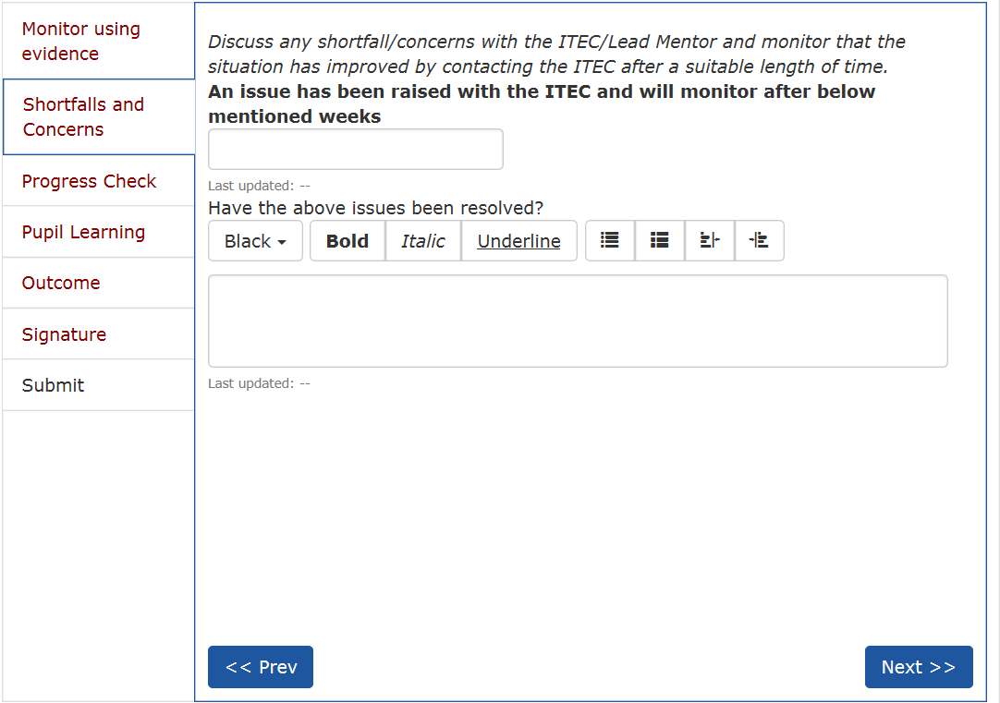 Monitor using
evidence
Shortfalls and
Concerns
Progress Check
Pupil Learning
Outcome
Signature
Submit
Discuss any shortfall/concerns with the ITEC/Lead Mentor and monitor that the
situation has improved by contacting the ITEC after a suitable length of time.
An issue has been raised with the ITEC and will monitor after below
mentioned weeks
Last updated: --
Have the above issues been resolved?
Black Bold Italic Underline
Last updated: --
<< Prev Next >>